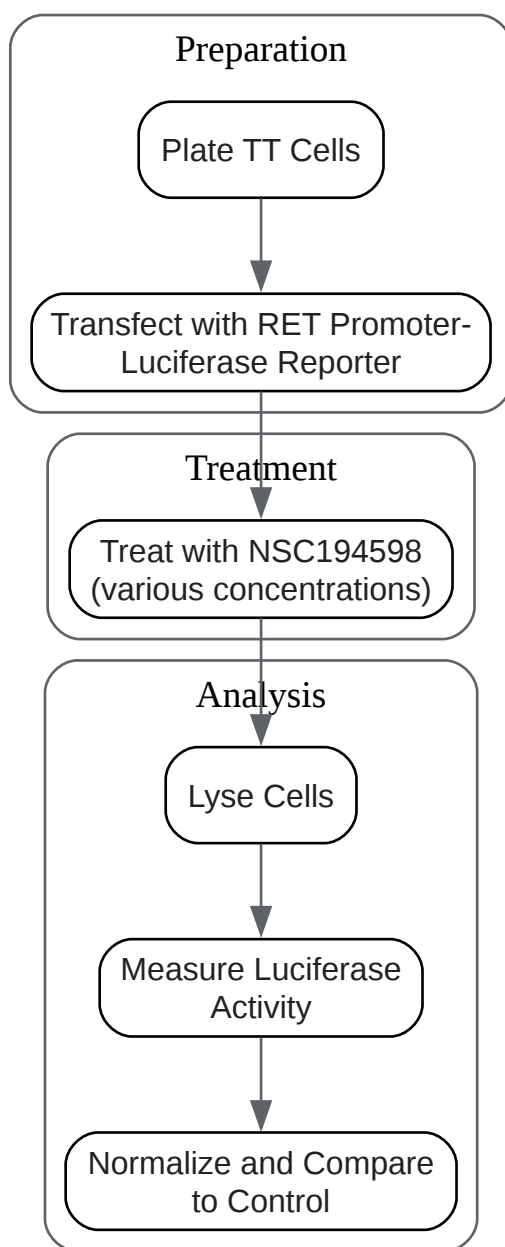 Preparation
Plate TT Cells
Transfect with RET Promoter-
Luciferase Reporter
Treatment
Treat with NSC194598
(various concentrations)
Analysis
Lyse Cells
Measure Luciferase
Activity
Normalize and Compare
to Control